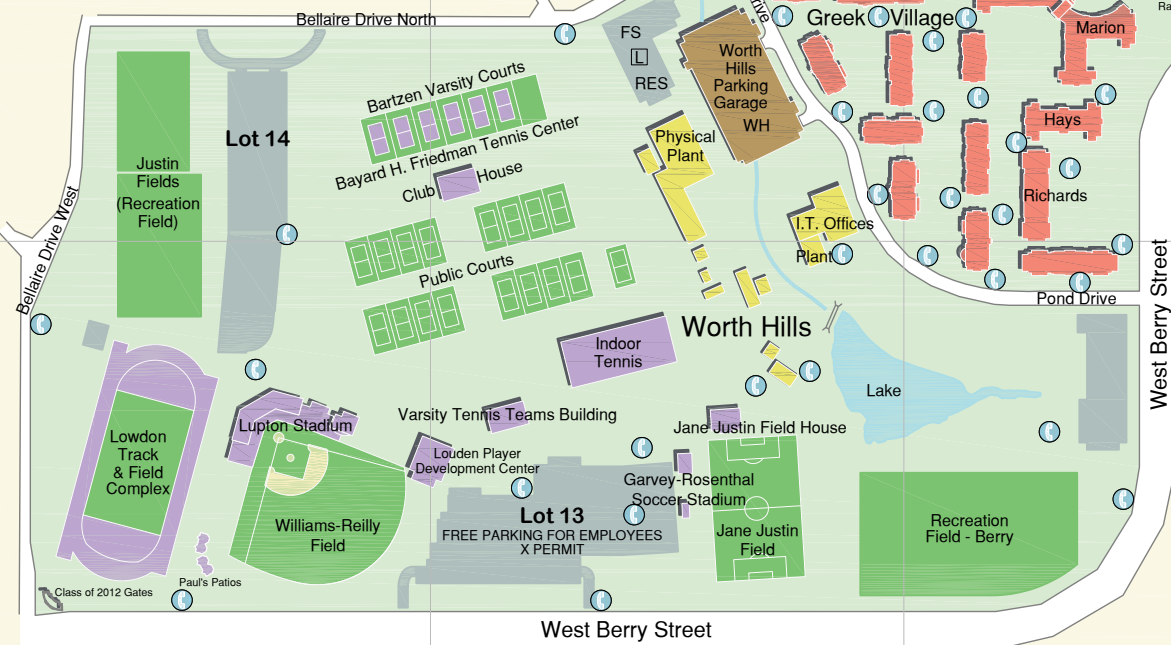 Bellaire Drive North
Greek Village
Marion
Ra
FS
L
RES
Worth
Hills
Parking
Garage
WH
Bartzen Varsity Courts
Bayard H. Friedman Tennis Center
Club House
Lot 14
Justin
Fields
(Recreation
Field)
Physical
Plant
Hays
Richards
I.T. Offices
Plant
Bellaire Drive West
Public Courts
Pond Drive
West Berry Street
Worth Hills
Indoor
Tennis
Lake
Varsity Tennis Teams Building
Jane Justin Field House
Lupton Stadium
Lowdon
Track
& Field
Complex
Louden Player
Development Center
Garvey-Rosenthal
Soccer Stadium
Lot 13
FREE PARKING FOR EMPLOYEES
X PERMIT
Williams-Reilly
Field
Jane Justin
Field
Recreation
Field - Berry
Paul's Patios
Class of 2012 Gates
West Berry Street